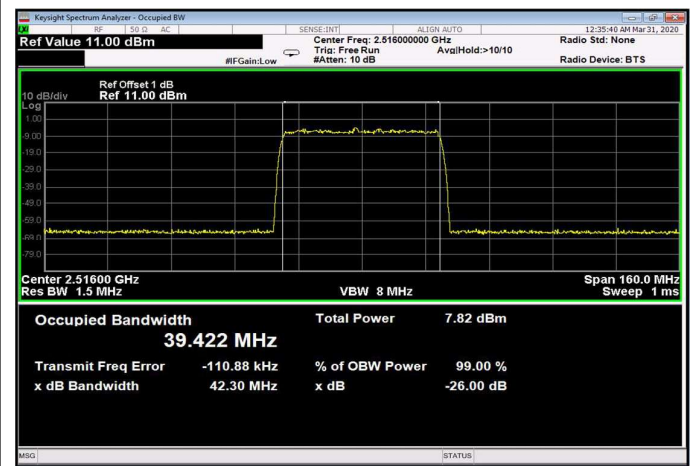 Keysight Spectrum Analyzer - Occupied BW
RF 50 Ω AC SENSE:INT ALIGN AUTO 12:35:40 AM Mar 31, 2020
Ref Value 11.00 dBm Center Freq: 2.516000000 GHz Radio Std: None
Trig: Free Run Avg|Hold:>10/10
#IFGain:Low #Atten: 10 dB Radio Device: BTS
Ref Offset 1 dB
10 dB/div Ref 11.00 dBm
Log
1.00
-9.00
-19.0
-29.0
-39.0
-49.0
-59.0
-69.0
-79.0
Center 2.51600 GHz Span 160.0 MHz
Res BW 1.5 MHz VBW 8 MHz Sweep 1 ms
Occupied Bandwidth Total Power 7.82 dBm
39.422 MHz
Transmit Freq Error -110.88 kHz % of OBW Power 99.00 %
x dB Bandwidth 42.30 MHz x dB -26.00 dB
MSG STATUS